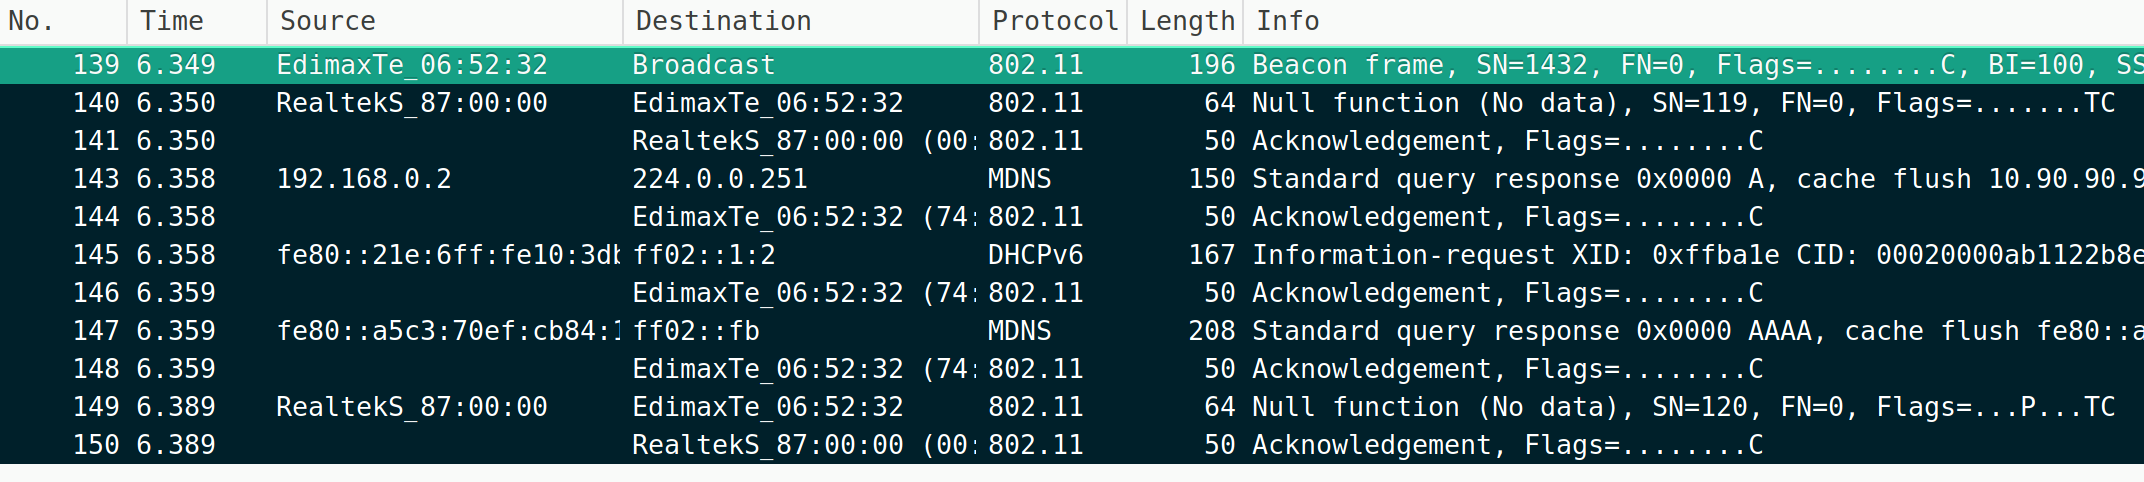 No. Time Source Destination Protocol Length Info
139 6.349 EdimaxTe_06:52:32 Broadcast 802.11 196 Beacon frame, SN=1432, FN=0, Flags=........C, BI=100, SS
140 6.350 RealtekS_87:00:00 EdimaxTe_06:52:32 802.11 64 Null function (No data), SN=119, FN=0, Flags=.......TC
141 6.350 RealtekS_87:00:00 (00: 802.11 50 Acknowledgement, Flags=........C
143 6.358 192.168.0.2 224.0.0.251 MDNS 150 Standard query response 0x0000 A, cache flush 10.90.90.9
144 6.358 EdimaxTe_06:52:32 (74: 802.11 50 Acknowledgement, Flags=........C
145 6.358 fe80::21e:6ff:fe10:3db ff02::1:2 DHCPv6 167 Information-request XID: 0xffba1e CID: 00020000ab1122b8e
146 6.359 EdimaxTe_06:52:32 (74: 802.11 50 Acknowledgement, Flags=........C
147 6.359 fe80::a5c3:70ef:cb84:1 ff02::fb MDNS 208 Standard query response 0x0000 AAAA, cache flush fe80::a
148 6.359 EdimaxTe_06:52:32 (74: 802.11 50 Acknowledgement, Flags=........C
149 6.389 RealtekS_87:00:00 EdimaxTe_06:52:32 802.11 64 Null function (No data), SN=120, FN=0, Flags=...P...TC
150 6.389 RealtekS_87:00:00 (00: 802.11 50 Acknowledgement, Flags=........C